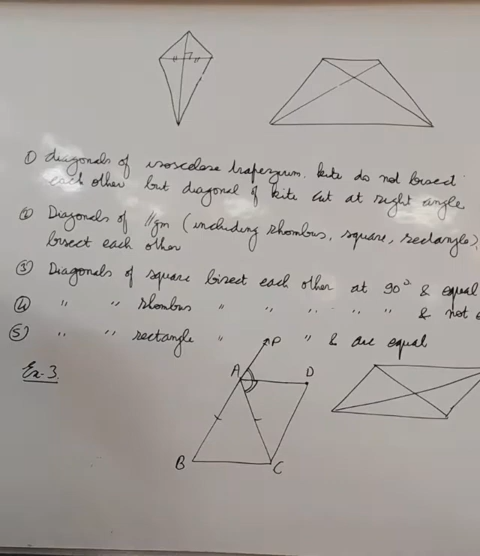 ① diagonals of isoscelese trapezium, kite do not bisect
each other but diagonal of kite cut at right angle
② Diagonals of //gm (including rhombus, square, rectangle)
bisect each other
③ Diagonals of square bisect each other at 90° & equal
④ " " rhombus " " " " " & not
⑤ " " rectangle " " & are equal
P
Ex-3
A D
B C